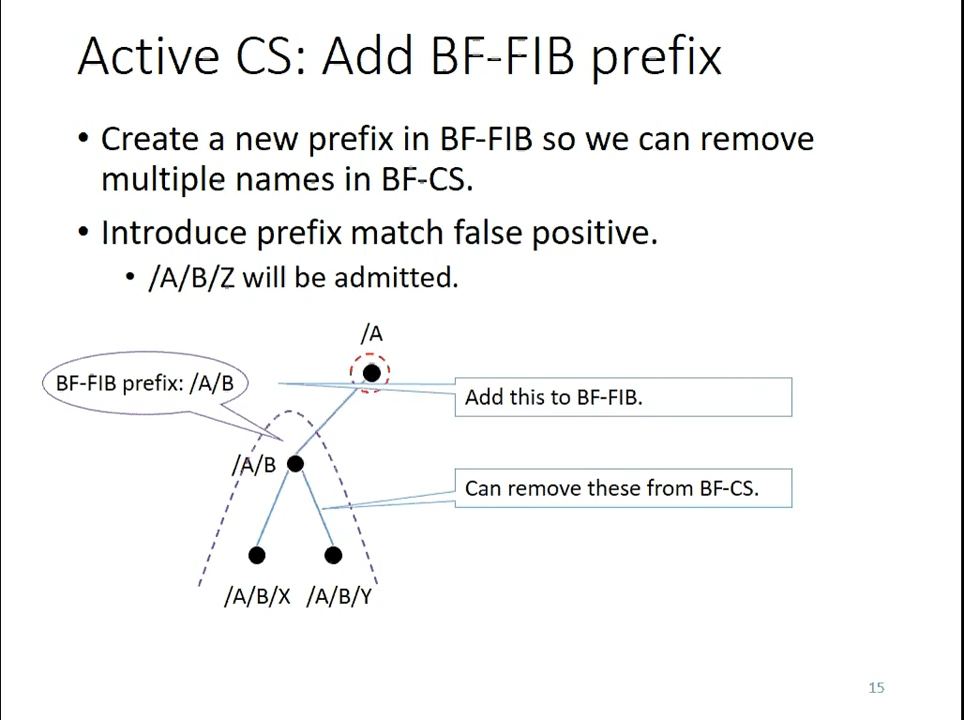 Active CS: Add BF-FIB prefix
• Create a new prefix in BF-FIB so we can remove
multiple names in BF-CS.
• Introduce prefix match false positive.
• /A/B/Z will be admitted.
/A
BF-FIB prefix: /A/B
Add this to BF-FIB.
/A/B
Can remove these from BF-CS.
/A/B/X /A/B/Y
15